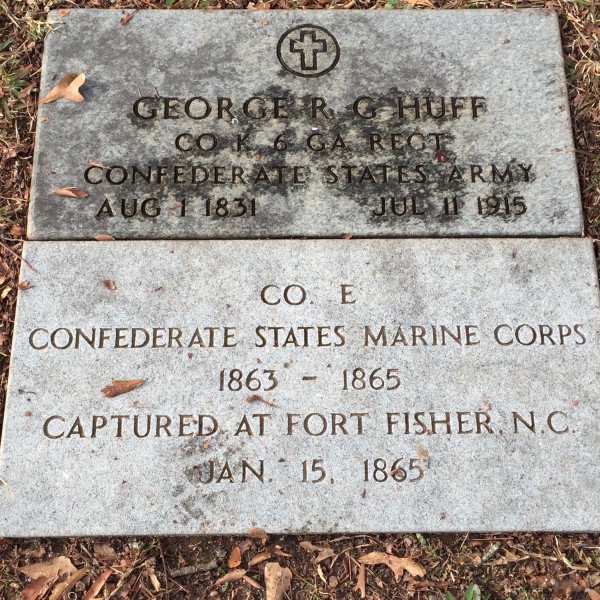 GEORGE R G HUFF
CO K 6 GA REGT
CONFEDERATE STATES ARMY
AUG 1 1831 JUL 11 1915
CO. E
CONFEDERATE STATES MARINE CORPS
1863 - 1865
CAPTURED AT FORT FISHER, N.C.
JAN. 15, 1865